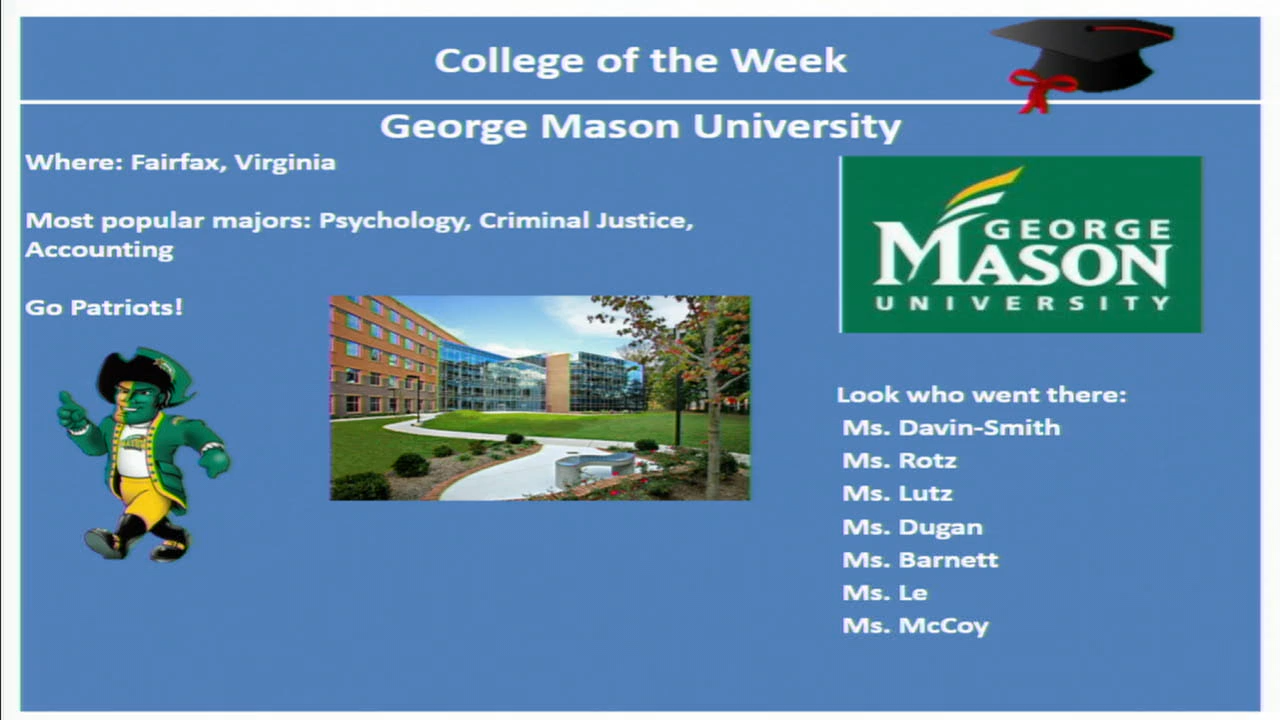 College of the Week
George Mason University
Where: Fairfax, Virginia
Most popular majors: Psychology, Criminal Justice,
Accounting
Go Patriots!
GEORGE
MASON
UNIVERSITY
Look who went there:
Ms. Davin-Smith
Ms. Rotz
Ms. Lutz
Ms. Dugan
Ms. Barnett
Ms. Le
Ms. McCoy